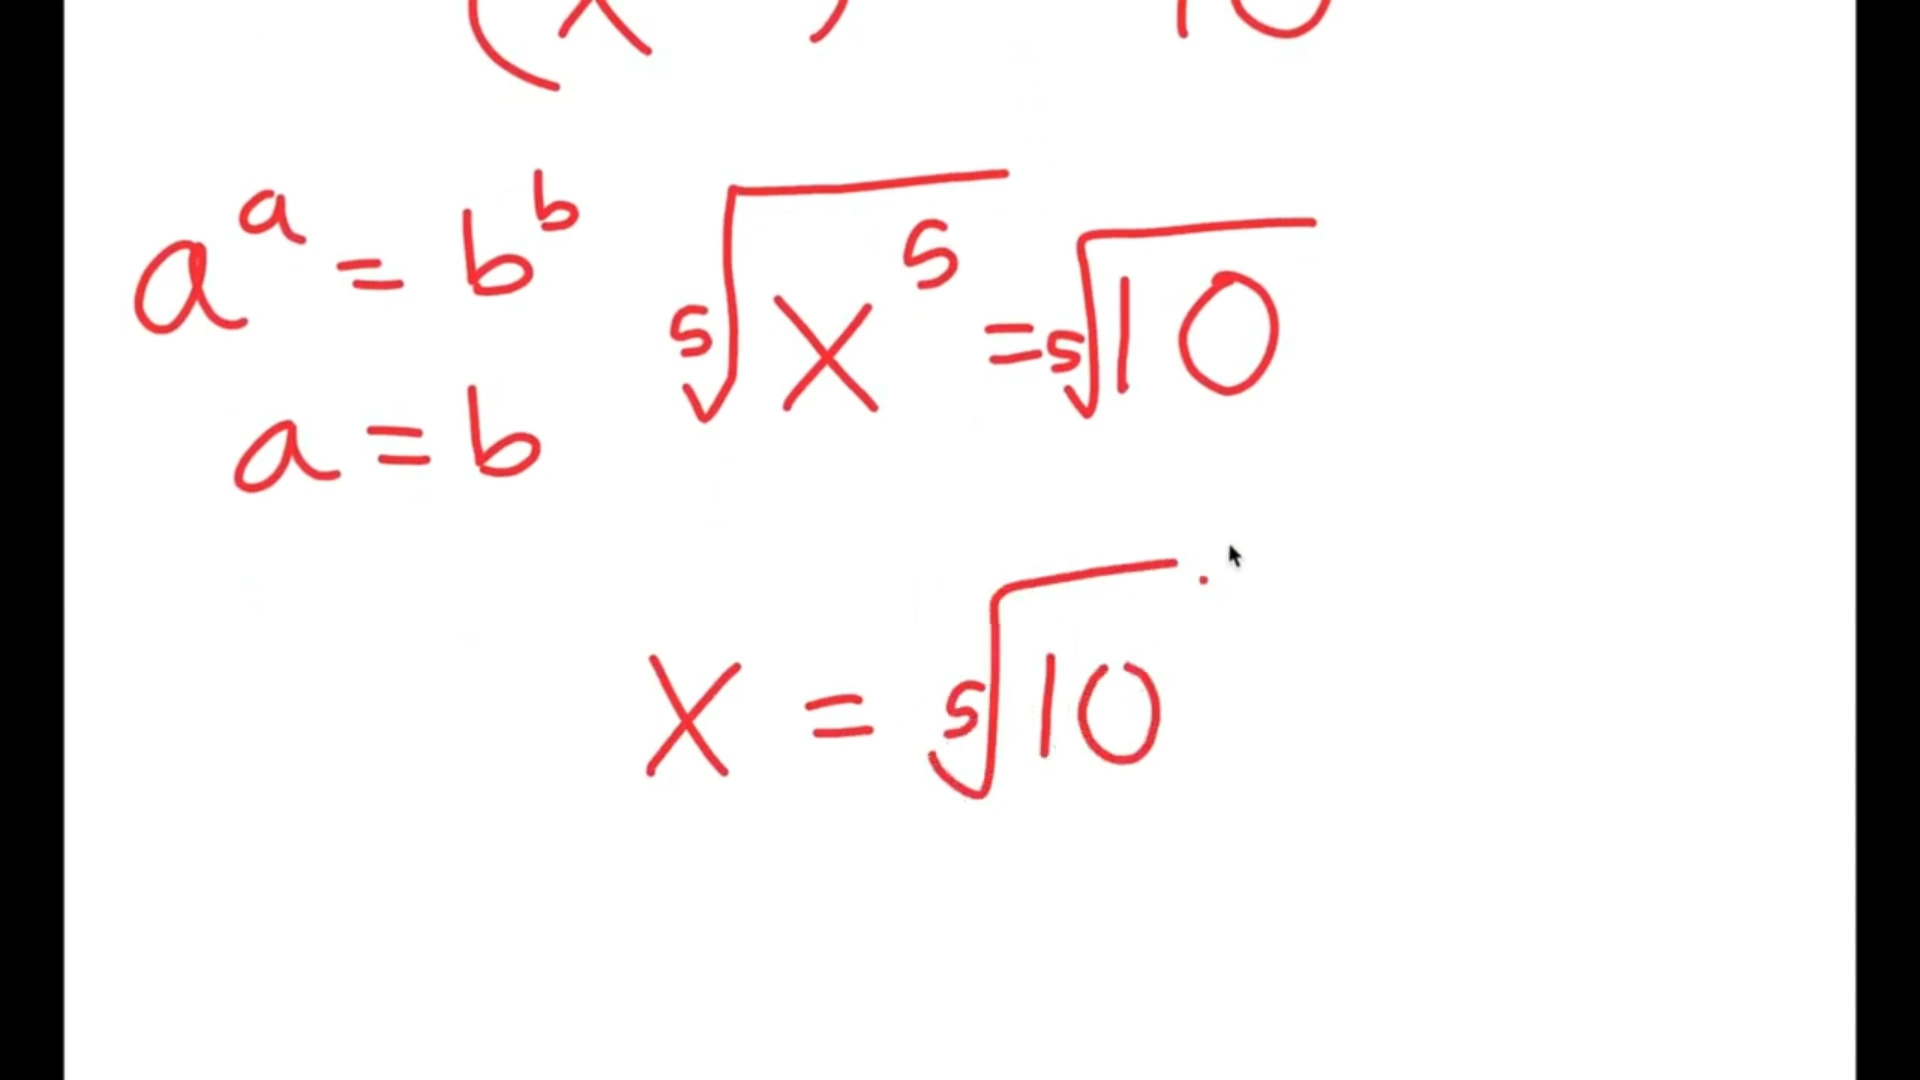 a^a = b^b
⁵√x⁵ = ⁵√10
a = b
x = ⁵√10